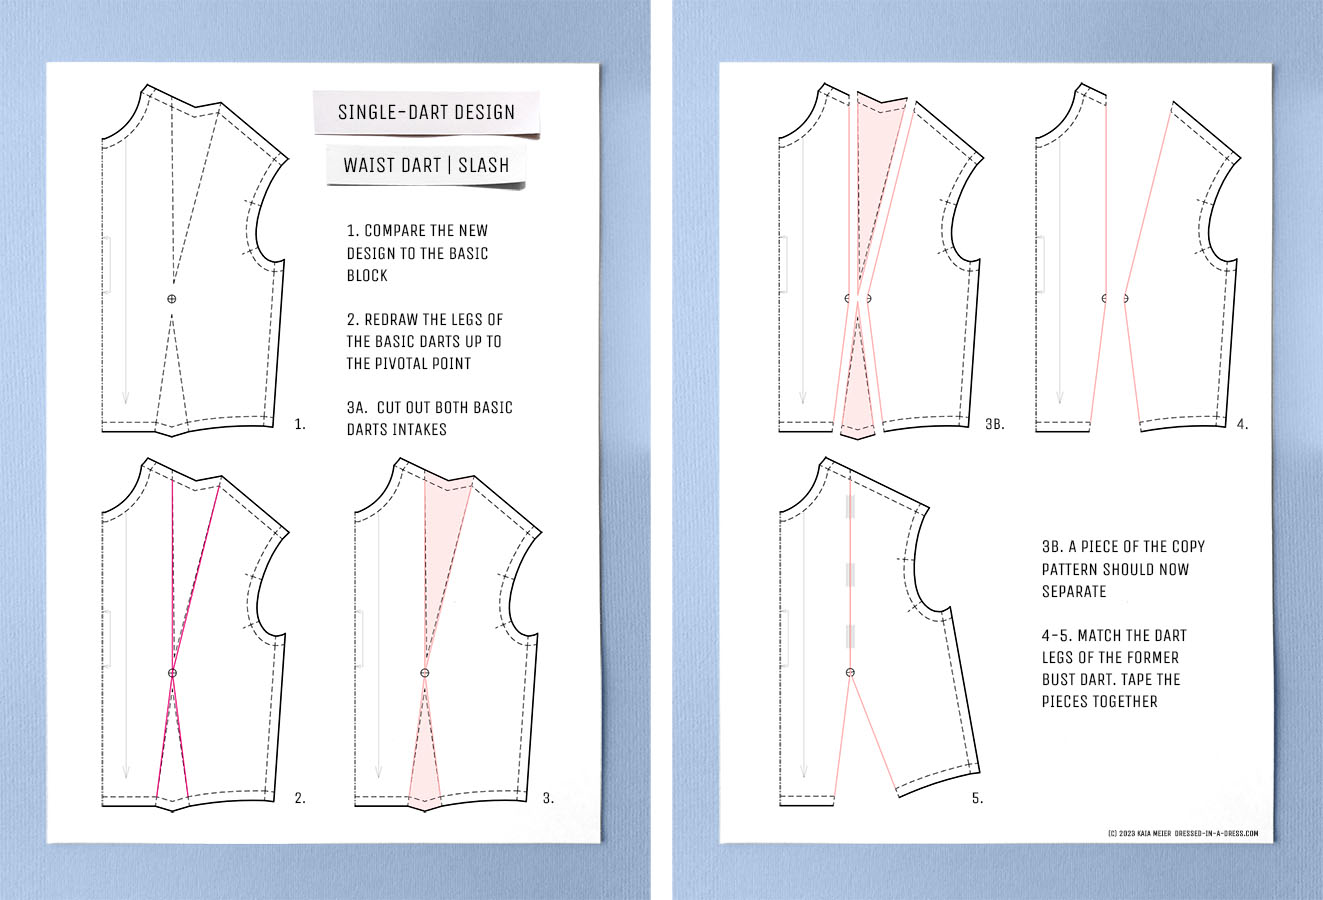 SINGLE-DART DESIGN
WAIST DART | SLASH
1. COMPARE THE NEW
DESIGN TO THE BASIC
BLOCK
2. REDRAW THE LEGS OF
THE BASIC DARTS UP TO
THE PIVOTAL POINT
3A. CUT OUT BOTH BASIC
DARTS INTAKES
1.
2.
3.
3B.
4.
5.
3B. A PIECE OF THE COPY
PATTERN SHOULD NOW
SEPARATE
4-5. MATCH THE DART
LEGS OF THE FORMER
BUST DART. TAPE THE
PIECES TOGETHER
(C) 2023 KAIA MEIER DRESSED-IN-A-DRESS.COM